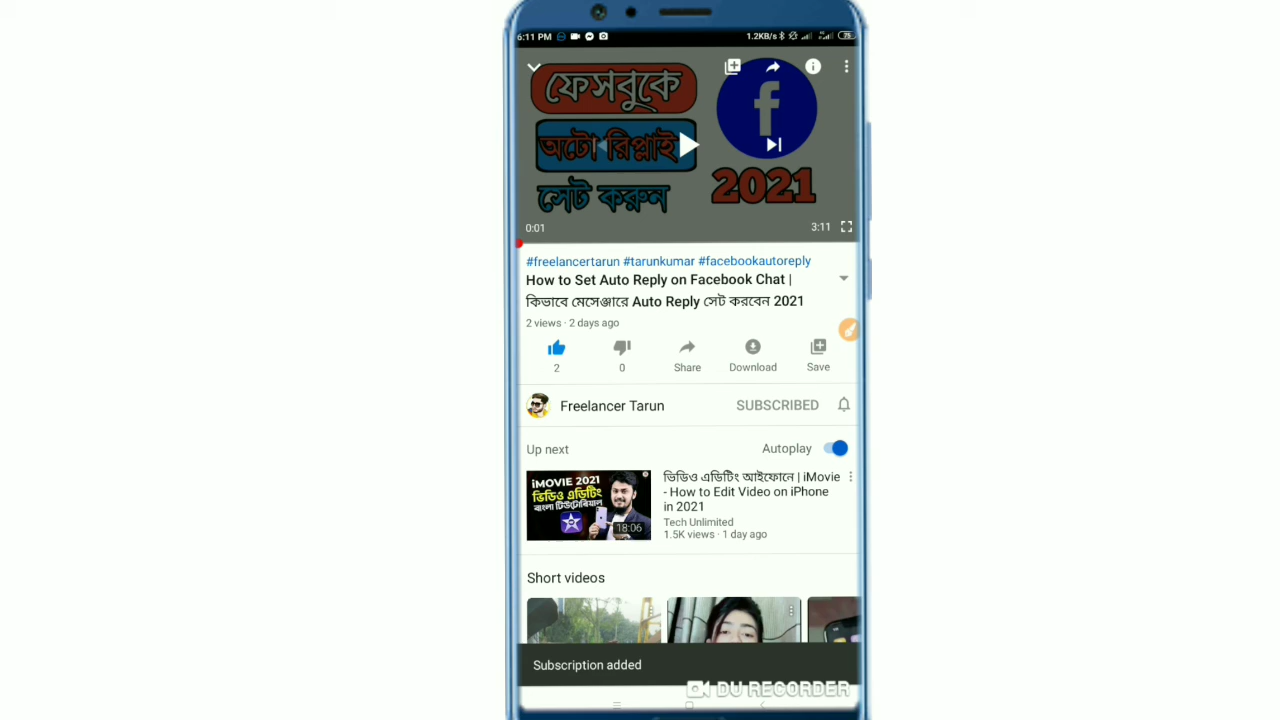 6:11 PM
1.2KB/s
75
ফেসবুকে
অটো রিপ্লাই
সেট করুন
f
2021
0:01
3:11
#freelancertarun #tarunkumar #facebookautoreply
How to Set Auto Reply on Facebook Chat |
কিভাবে মেসেঞ্জারে Auto Reply সেট করবেন 2021
2 views · 2 days ago
2
0
Share
Download
Save
Freelancer Tarun
SUBSCRIBED
Up next
Autoplay
iMOVIE 2021
ভিডিও এডিটিং
বাংলা টিউটোরিয়াল
18:06
ভিডিও এডিটিং আইফোনে | iMovie
- How to Edit Video on iPhone
in 2021
Tech Unlimited
1.5K views · 1 day ago
Short videos
Subscription added
DU RECORDER